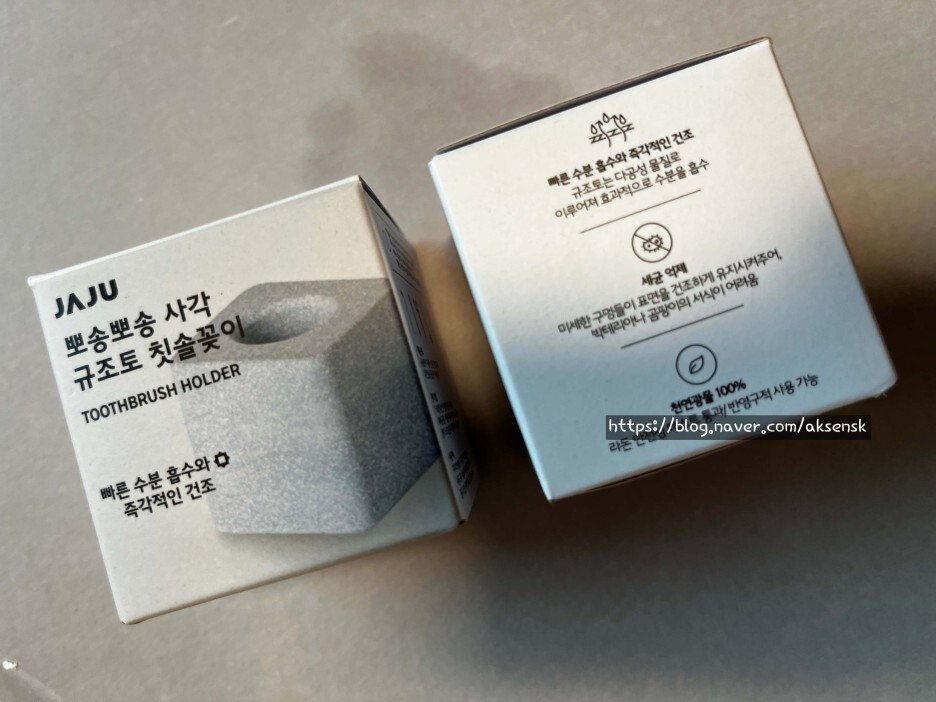 JAJU
뽀송뽀송 사각
규조토 칫솔꽂이
TOOTHBRUSH HOLDER
빠른 수분 흡수와
즉각적인 건조
빠른 수분 흡수와 즉각적인 건조
규조토는 다공성 물질로
이루어져 효과적으로 수분을 흡수
세균 억제
미세한 구멍들이 표면을 건조하게 유지시켜주어,
박테리아나 곰팡이의 서식이 어려움
천연광물 100%
라돈 통과/ 반영구적 사용 가능
https://blog.naver.com/aksensk